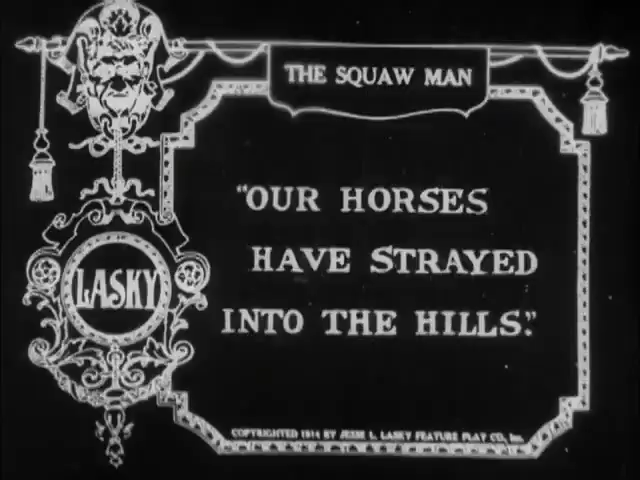 THE SQUAW MAN
"OUR HORSES
HAVE STRAYED
INTO THE HILLS."
LASKY
COPYRIGHTED 1914 BY JESSE L. LASKY FEATURE PLAY CO., Inc.